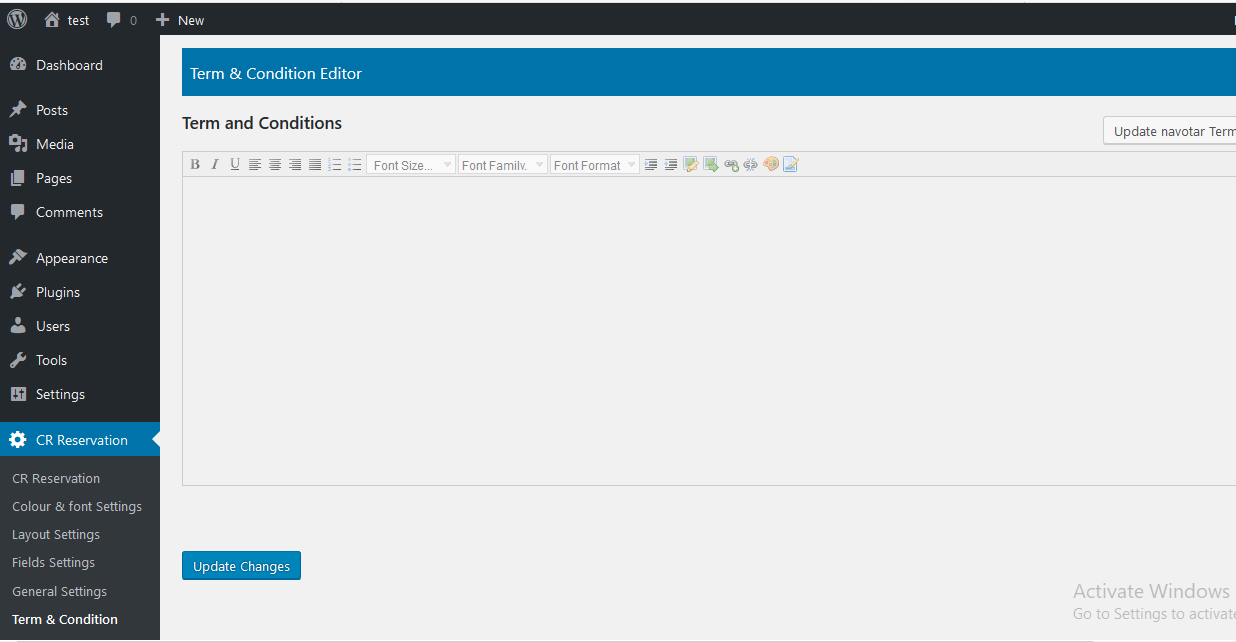 test 0 New
Dashboard
Posts
Media
Pages
Comments
Appearance
Plugins
Users
Tools
Settings
CR Reservation
CR Reservation
Colour & font Settings
Layout Settings
Fields Settings
General Settings
Term & Condition
Term & Condition Editor
Term and Conditions
Update navotar Term
B I U Font Size... Font Family. Font Format
Update Changes
Activate Windows
Go to Settings to activate